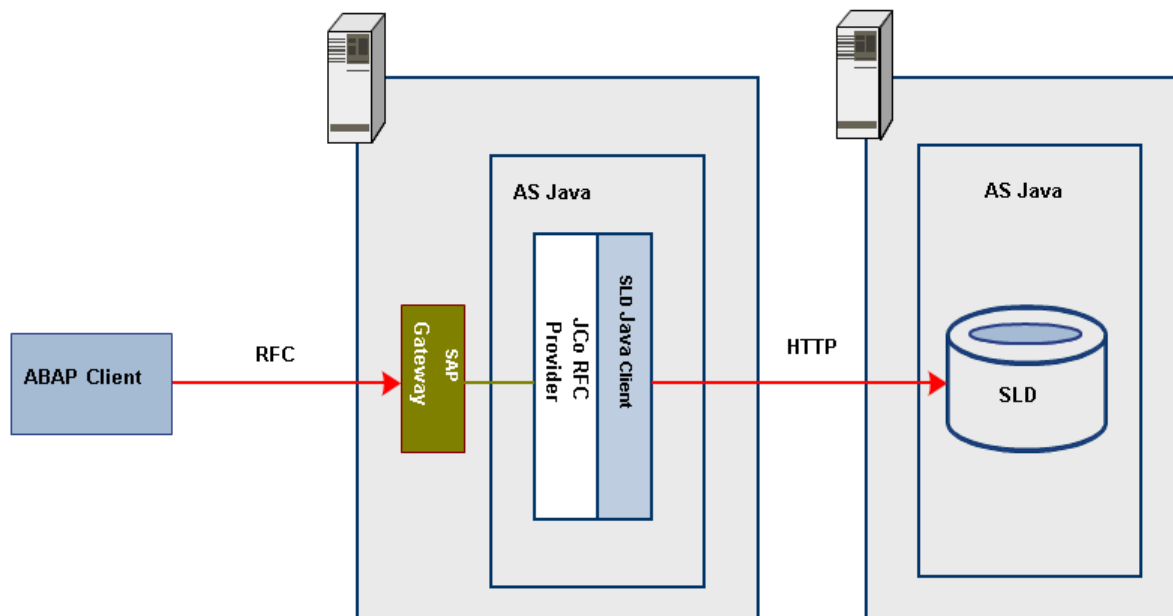 ABAP Client
RFC
SAP
Gateway
AS Java
JCo RFC
Provider
SLD Java Client
HTTP
AS Java
SLD